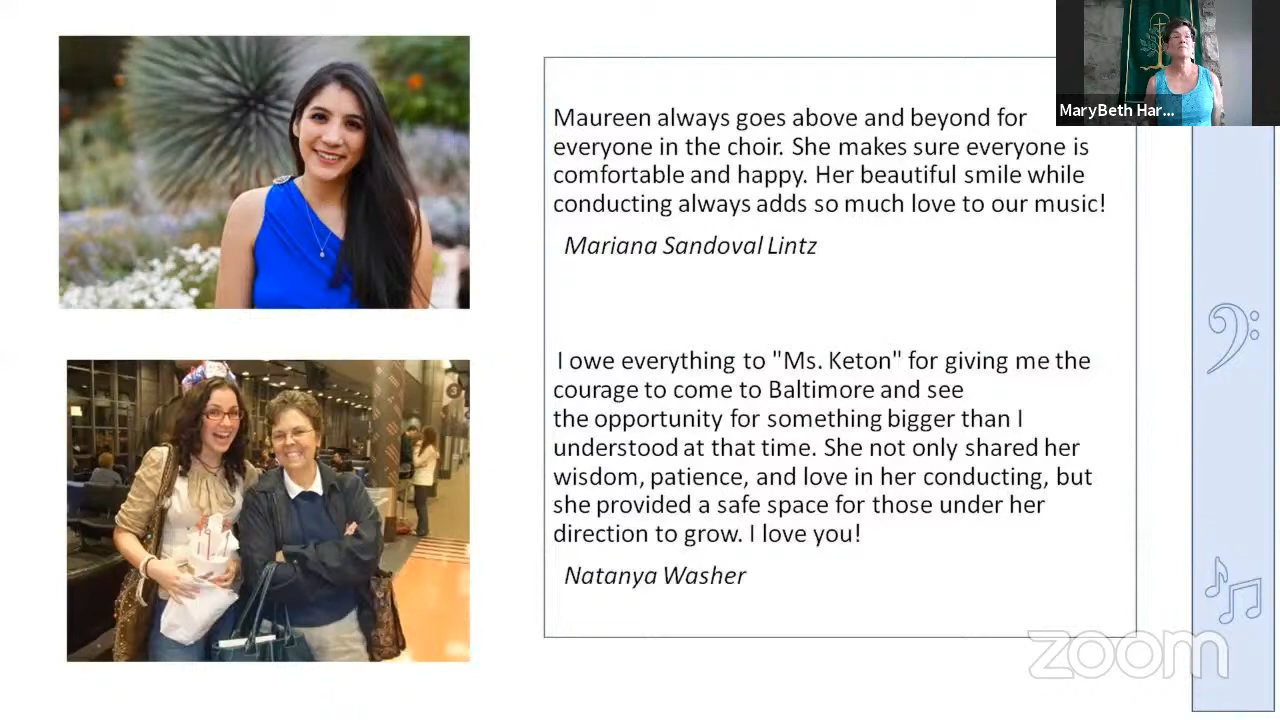 MaryBeth Har...
Maureen always goes above and beyond for
everyone in the choir. She makes sure everyone is
comfortable and happy. Her beautiful smile while
conducting always adds so much love to our music!
Mariana Sandoval Lintz
I owe everything to "Ms. Keton" for giving me the
courage to come to Baltimore and see
the opportunity for something bigger than I
understood at that time. She not only shared her
wisdom, patience, and love in her conducting, but
she provided a safe space for those under her
direction to grow. I love you!
Natanya Washer
zoom